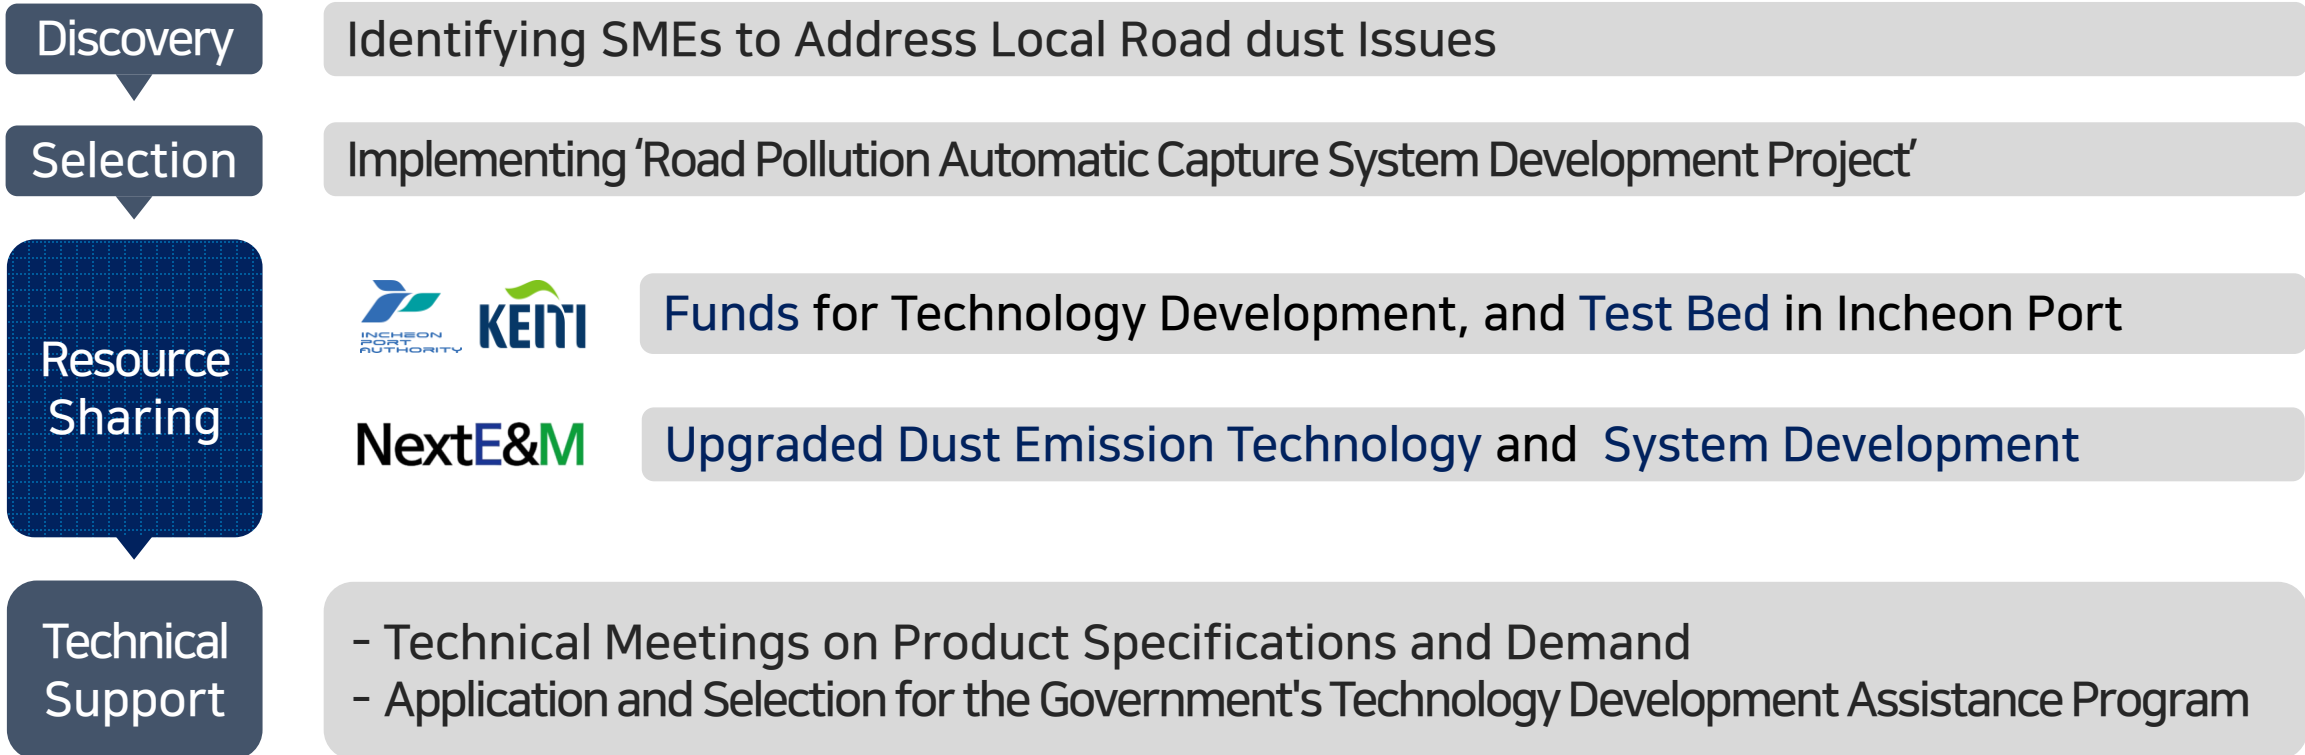 Discovery
Identifying SMEs to Address Local Road dust Issues
Selection
Implementing ‘Road Pollution Automatic Capture System Development Project’
Resource
Sharing
INCHEON
PORT
AUTHORITY
KEITI
Funds for Technology Development, and Test Bed in Incheon Port
NextE&M
Upgraded Dust Emission Technology and System Development
Technical
Support
- Technical Meetings on Product Specifications and Demand
- Application and Selection for the Government's Technology Development Assistance Program